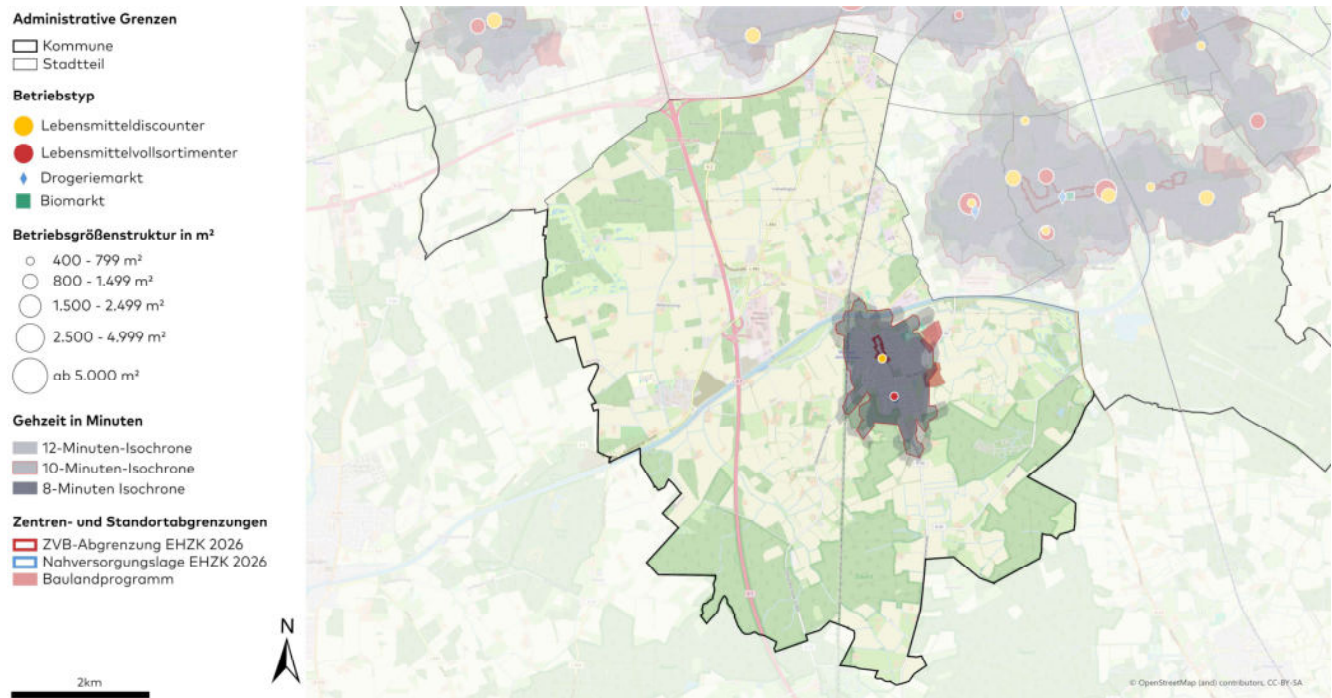 Administrative Grenzen
Kommune
Stadtteil
Betriebstyp
Lebensmitteldiscounter
Lebensmittelvollsortimenter
Drogeriemarkt
Biomarkt
Betriebsgrößenstruktur in m²
400 - 799 m²
800 - 1.499 m²
1.500 - 2.499 m²
2.500 - 4.999 m²
ab 5.000 m²
Gehzeit in Minuten
12-Minuten-Isochrone
10-Minuten-Isochrone
8-Minuten Isochrone
Zentren- und Standortabgrenzungen
ZVB-Abgrenzung EHZK 2026
Nahversorgungslage EHZK 2026
Baulandprogramm
N
2km
© OpenStreetMap (and) contributors, CC-BY-SA